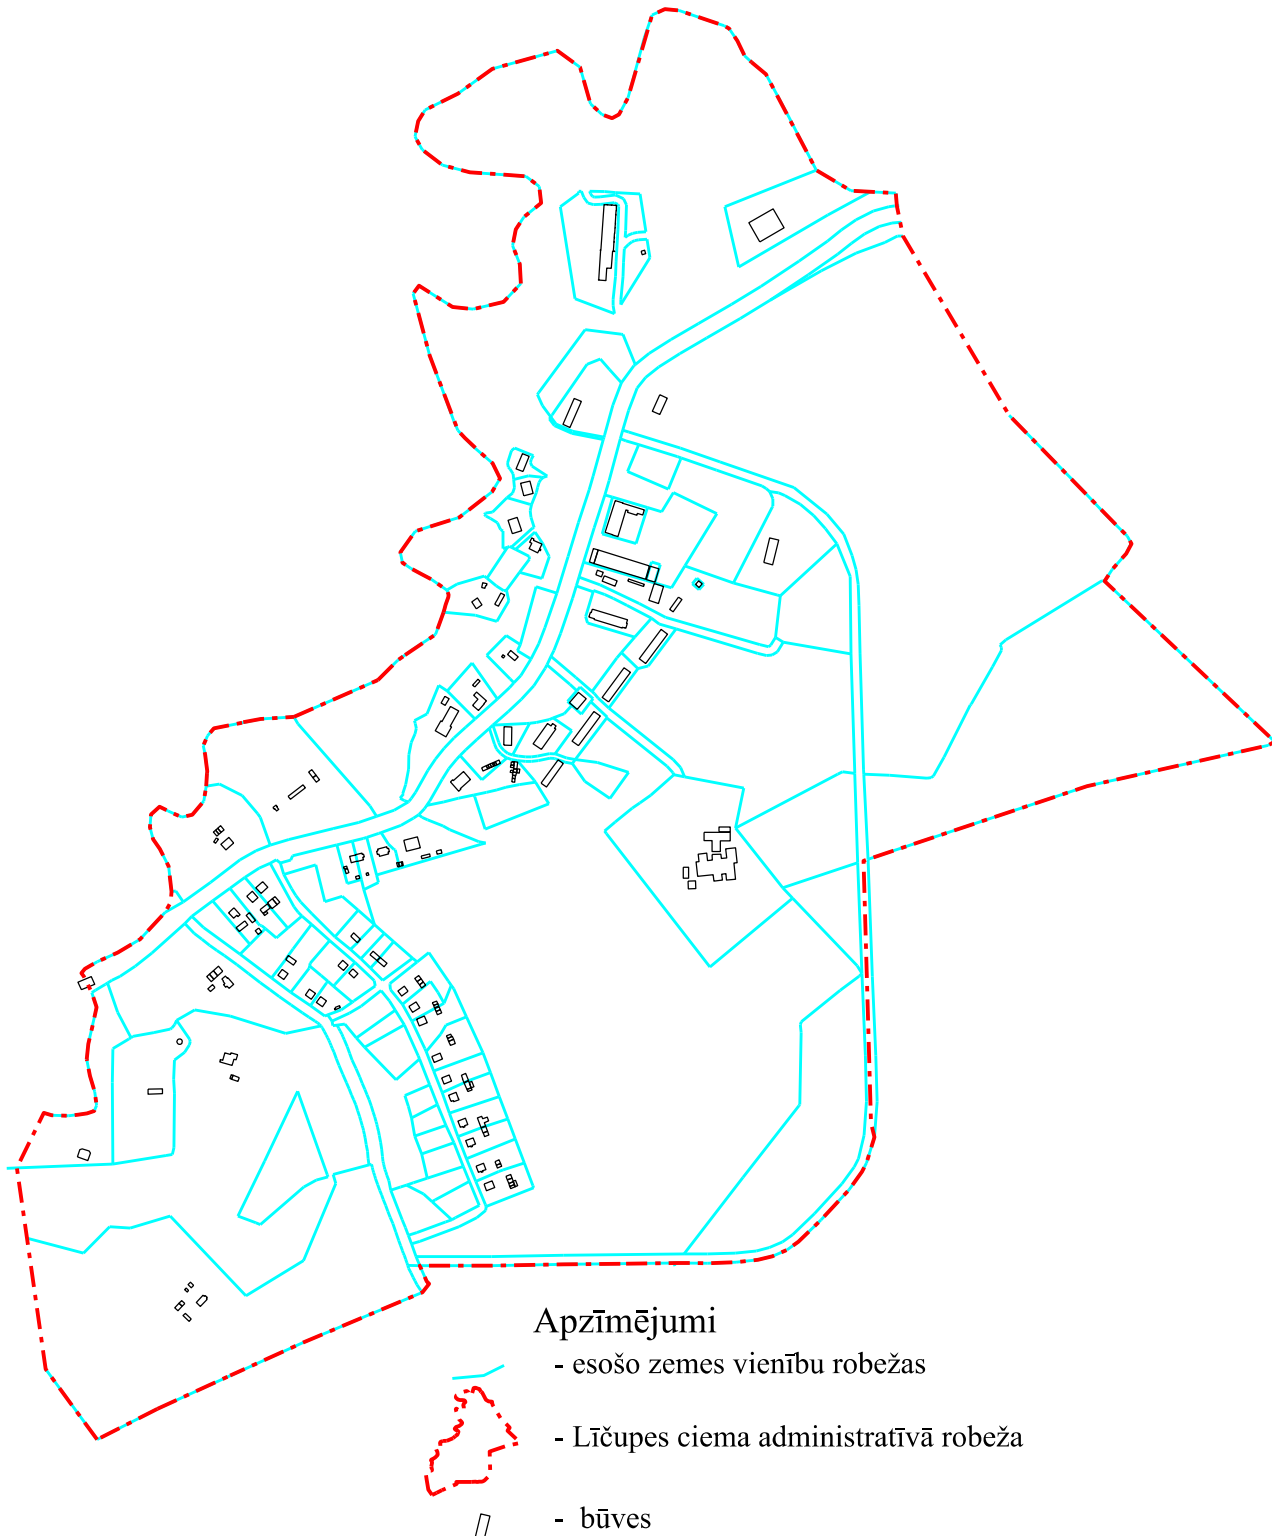 Apzīmējumi
- esošo zemes vienību robežas
- Līčupes ciema administratīvā robeža
- būves